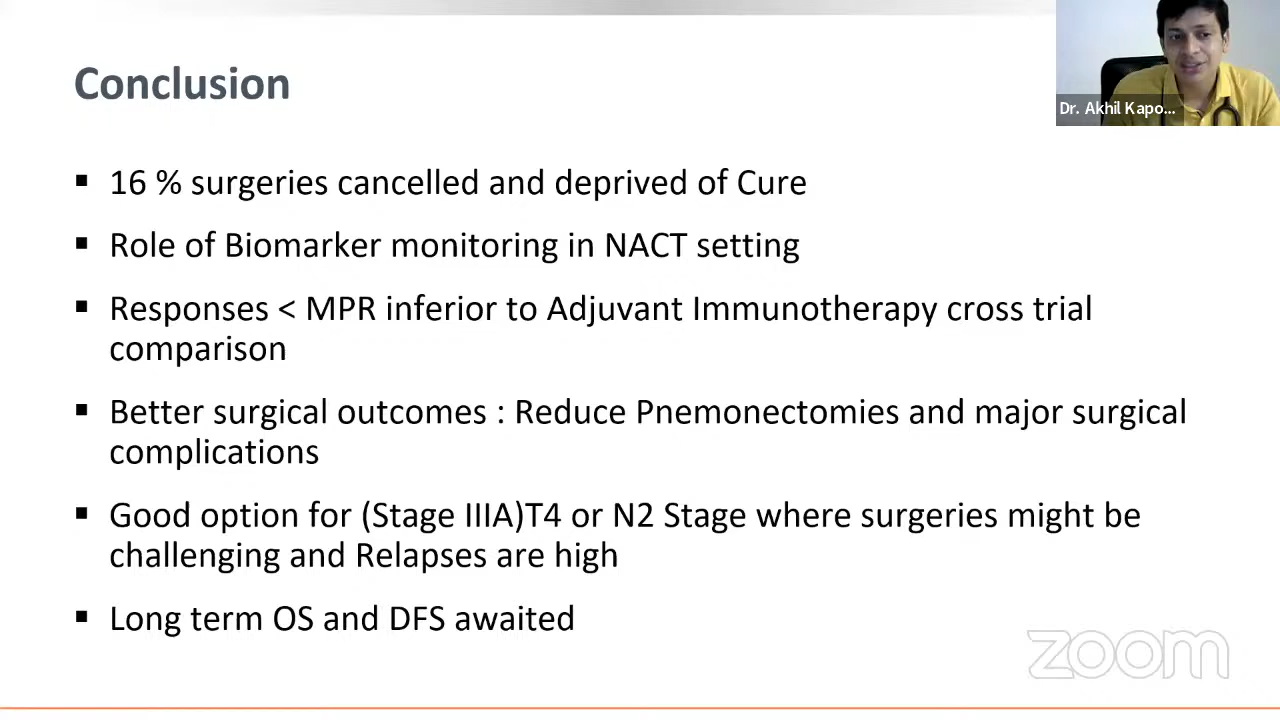 Conclusion
Dr. Akhil Kapo...
▪ 16 % surgeries cancelled and deprived of Cure
▪ Role of Biomarker monitoring in NACT setting
▪ Responses < MPR inferior to Adjuvant Immunotherapy cross trial
comparison
▪ Better surgical outcomes : Reduce Pnemonectomies and major surgical
complications
▪ Good option for (Stage IIIA)T4 or N2 Stage where surgeries might be
challenging and Relapses are high
▪ Long term OS and DFS awaited
zoom